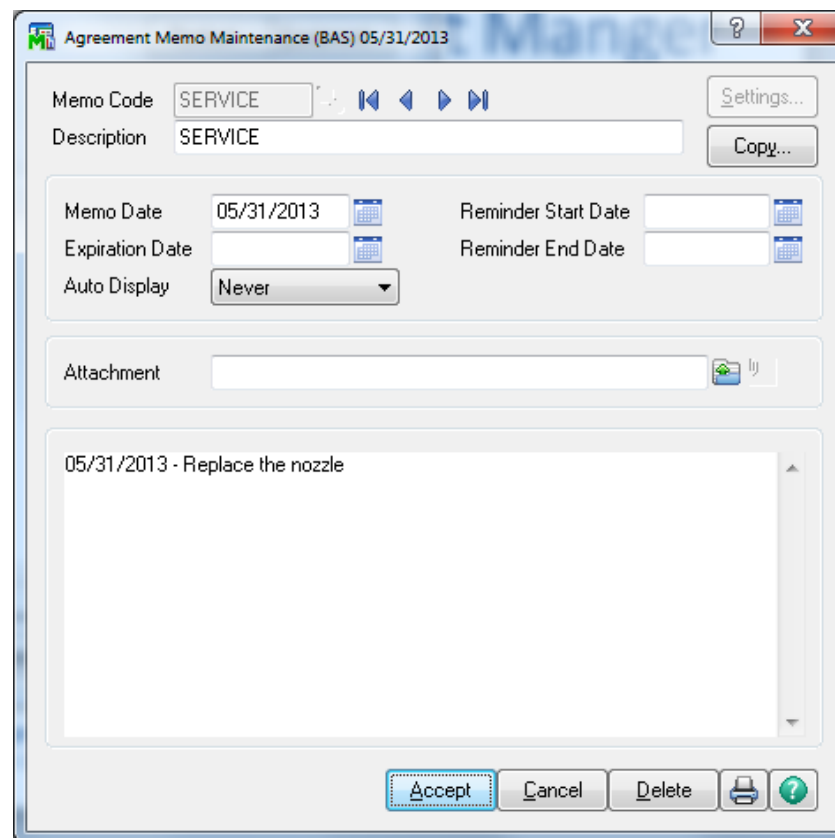 Agreement Memo Maintenance (BAS) 05/31/2013
Memo Code SERVICE Settings...
Description SERVICE Copy...
Memo Date 05/31/2013 Reminder Start Date
Expiration Date Reminder End Date
Auto Display Never
Attachment
05/31/2013 - Replace the nozzle
Accept Cancel Delete